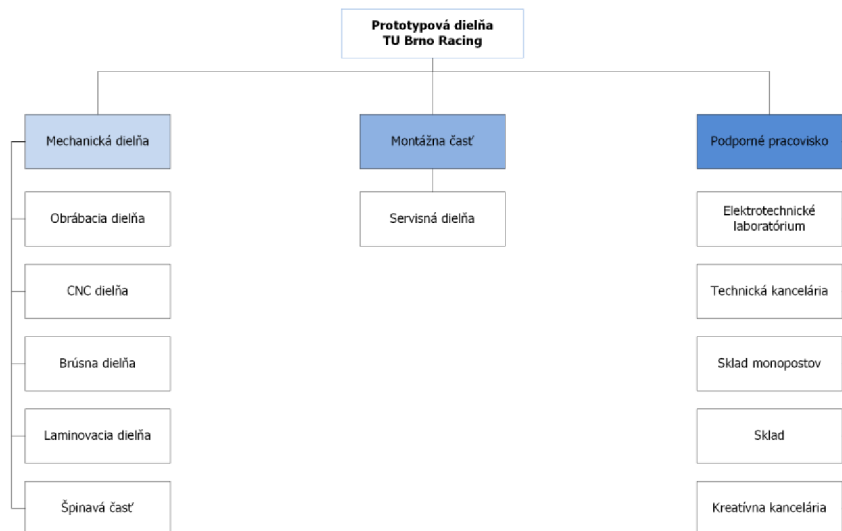 Prototypová dielňa
TU Brno Racing
Mechanická dielňa
Montážna časť
Podporné pracovisko
Obrábacia dielňa
Servisná dielňa
Elektrotechnické
laboratórium
CNC dielňa
Technická kancelária
Brúsna dielňa
Sklad monopostov
Laminovacia dielňa
Sklad
Špinavá časť
Kreatívna kancelária